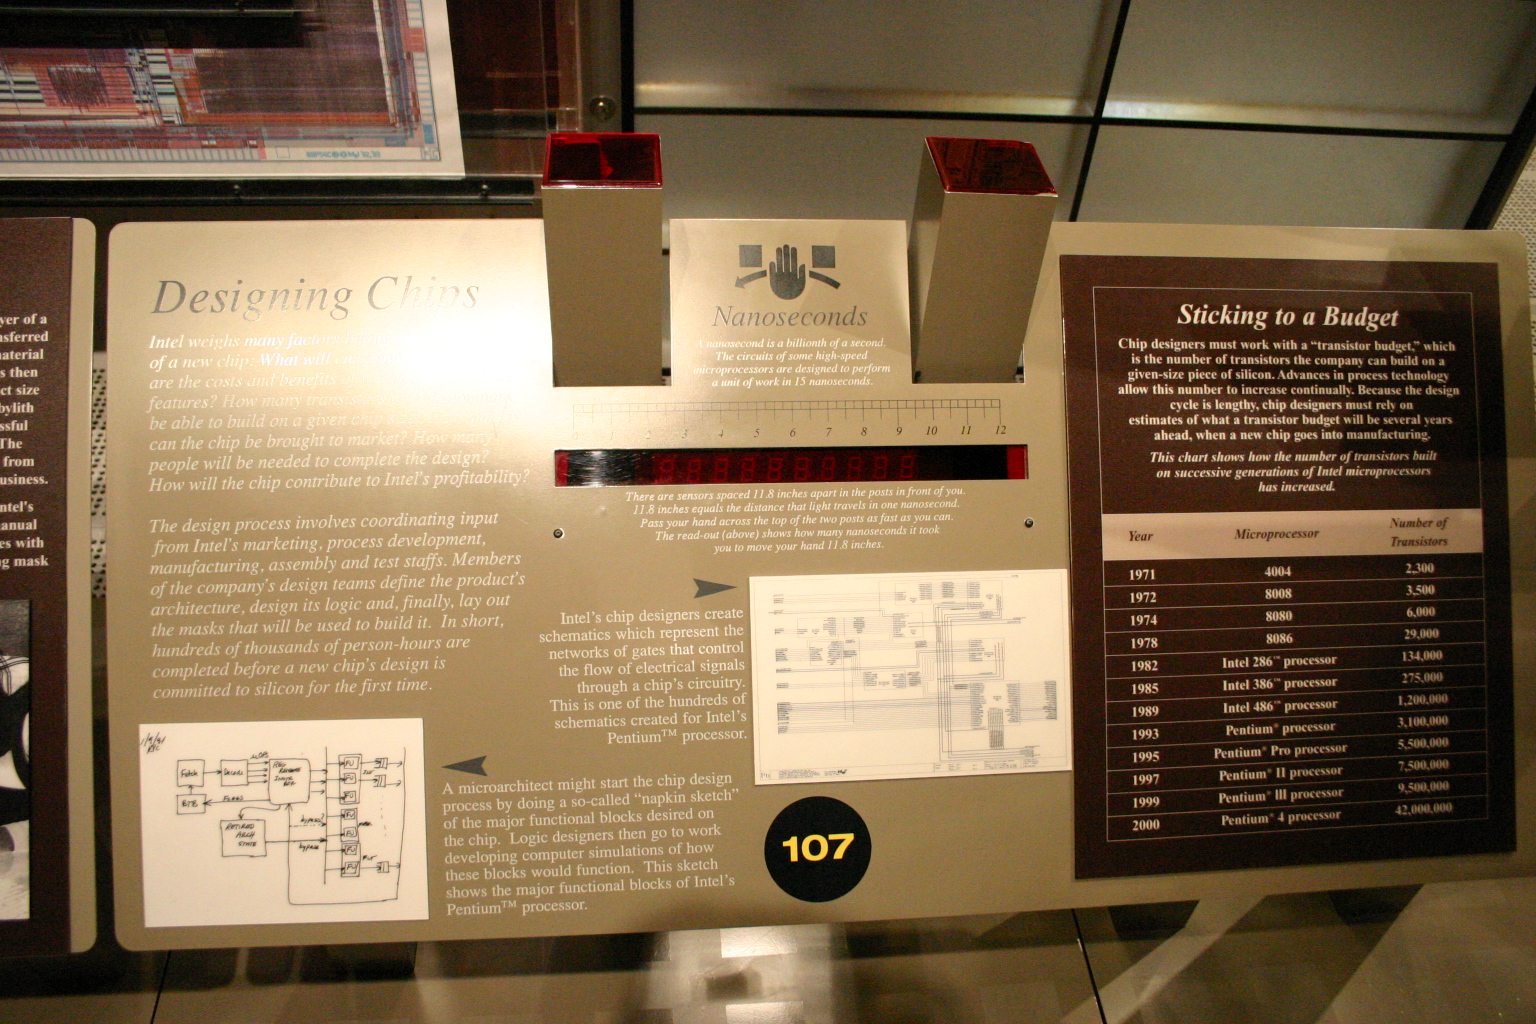 yer of a
nsferred
naterial
s then
ct size
bylith
ssful
The
from
usiness.
ntel's
anual
es with
ng mask
Designing Chips
Intel weighs many factors
of a new chip: What will
are the costs and benefits
features? How many transist
be able to build on a given chip
can the chip be brought to market? How many
people will be needed to complete the design?
How will the chip contribute to Intel's profitability?
The design process involves coordinating input
from Intel's marketing, process development,
manufacturing, assembly and test staffs. Members
of the company's design teams define the product's
architecture, design its logic and, finally, lay out
the masks that will be used to build it. In short,
hundreds of thousands of person-hours are
completed before a new chip's design is
committed to silicon for the first time.
Fetch
Decode
BTB
FLAGS
RETIRED
ARCH
STATE
bypass?
bypass
FU
FU
FU
FU
FU
FU
FU
Nanoseconds
A nanosecond is a billionth of a second.
The circuits of some high-speed
microprocessors are designed to perform
a unit of work in 15 nanoseconds.
2 3 4 5 6 7 8 9 10 11 12
There are sensors spaced 11.8 inches apart in the posts in front of you.
11.8 inches equals the distance that light travels in one nanosecond.
Pass your hand across the top of the two posts as fast as you can.
The read-out (above) shows how many nanoseconds it took
you to move your hand 11.8 inches.
Intel's chip designers create
schematics which represent the
networks of gates that control
the flow of electrical signals
through a chip's circuitry.
This is one of the hundreds of
schematics created for Intel's
Pentium™ processor.
A microarchitect might start the chip design
process by doing a so-called “napkin sketch”
of the major functional blocks desired on
the chip. Logic designers then go to work
developing computer simulations of how
these blocks would function. This sketch
shows the major functional blocks of Intel's
Pentium™ processor.
107
Sticking to a Budget
Chip designers must work with a “transistor budget,” which
is the number of transistors the company can build on a
given-size piece of silicon. Advances in process technology
allow this number to increase continually. Because the design
cycle is lengthy, chip designers must rely on
estimates of what a transistor budget will be several years
ahead, when a new chip goes into manufacturing.
This chart shows how the number of transistors built
on successive generations of Intel microprocessors
has increased.
Year Microprocessor Number of Transistors
1971 4004 2,300
1972 8008 3,500
1974 8080 6,000
1978 8086 29,000
1982 Intel 286™ processor 134,000
1985 Intel 386™ processor 275,000
1989 Intel 486™ processor 1,200,000
1993 Pentium® processor 3,100,000
1995 Pentium® Pro processor 5,500,000
1997 Pentium® II processor 7,500,000
1999 Pentium® III processor 9,500,000
2000 Pentium® 4 processor 42,000,000